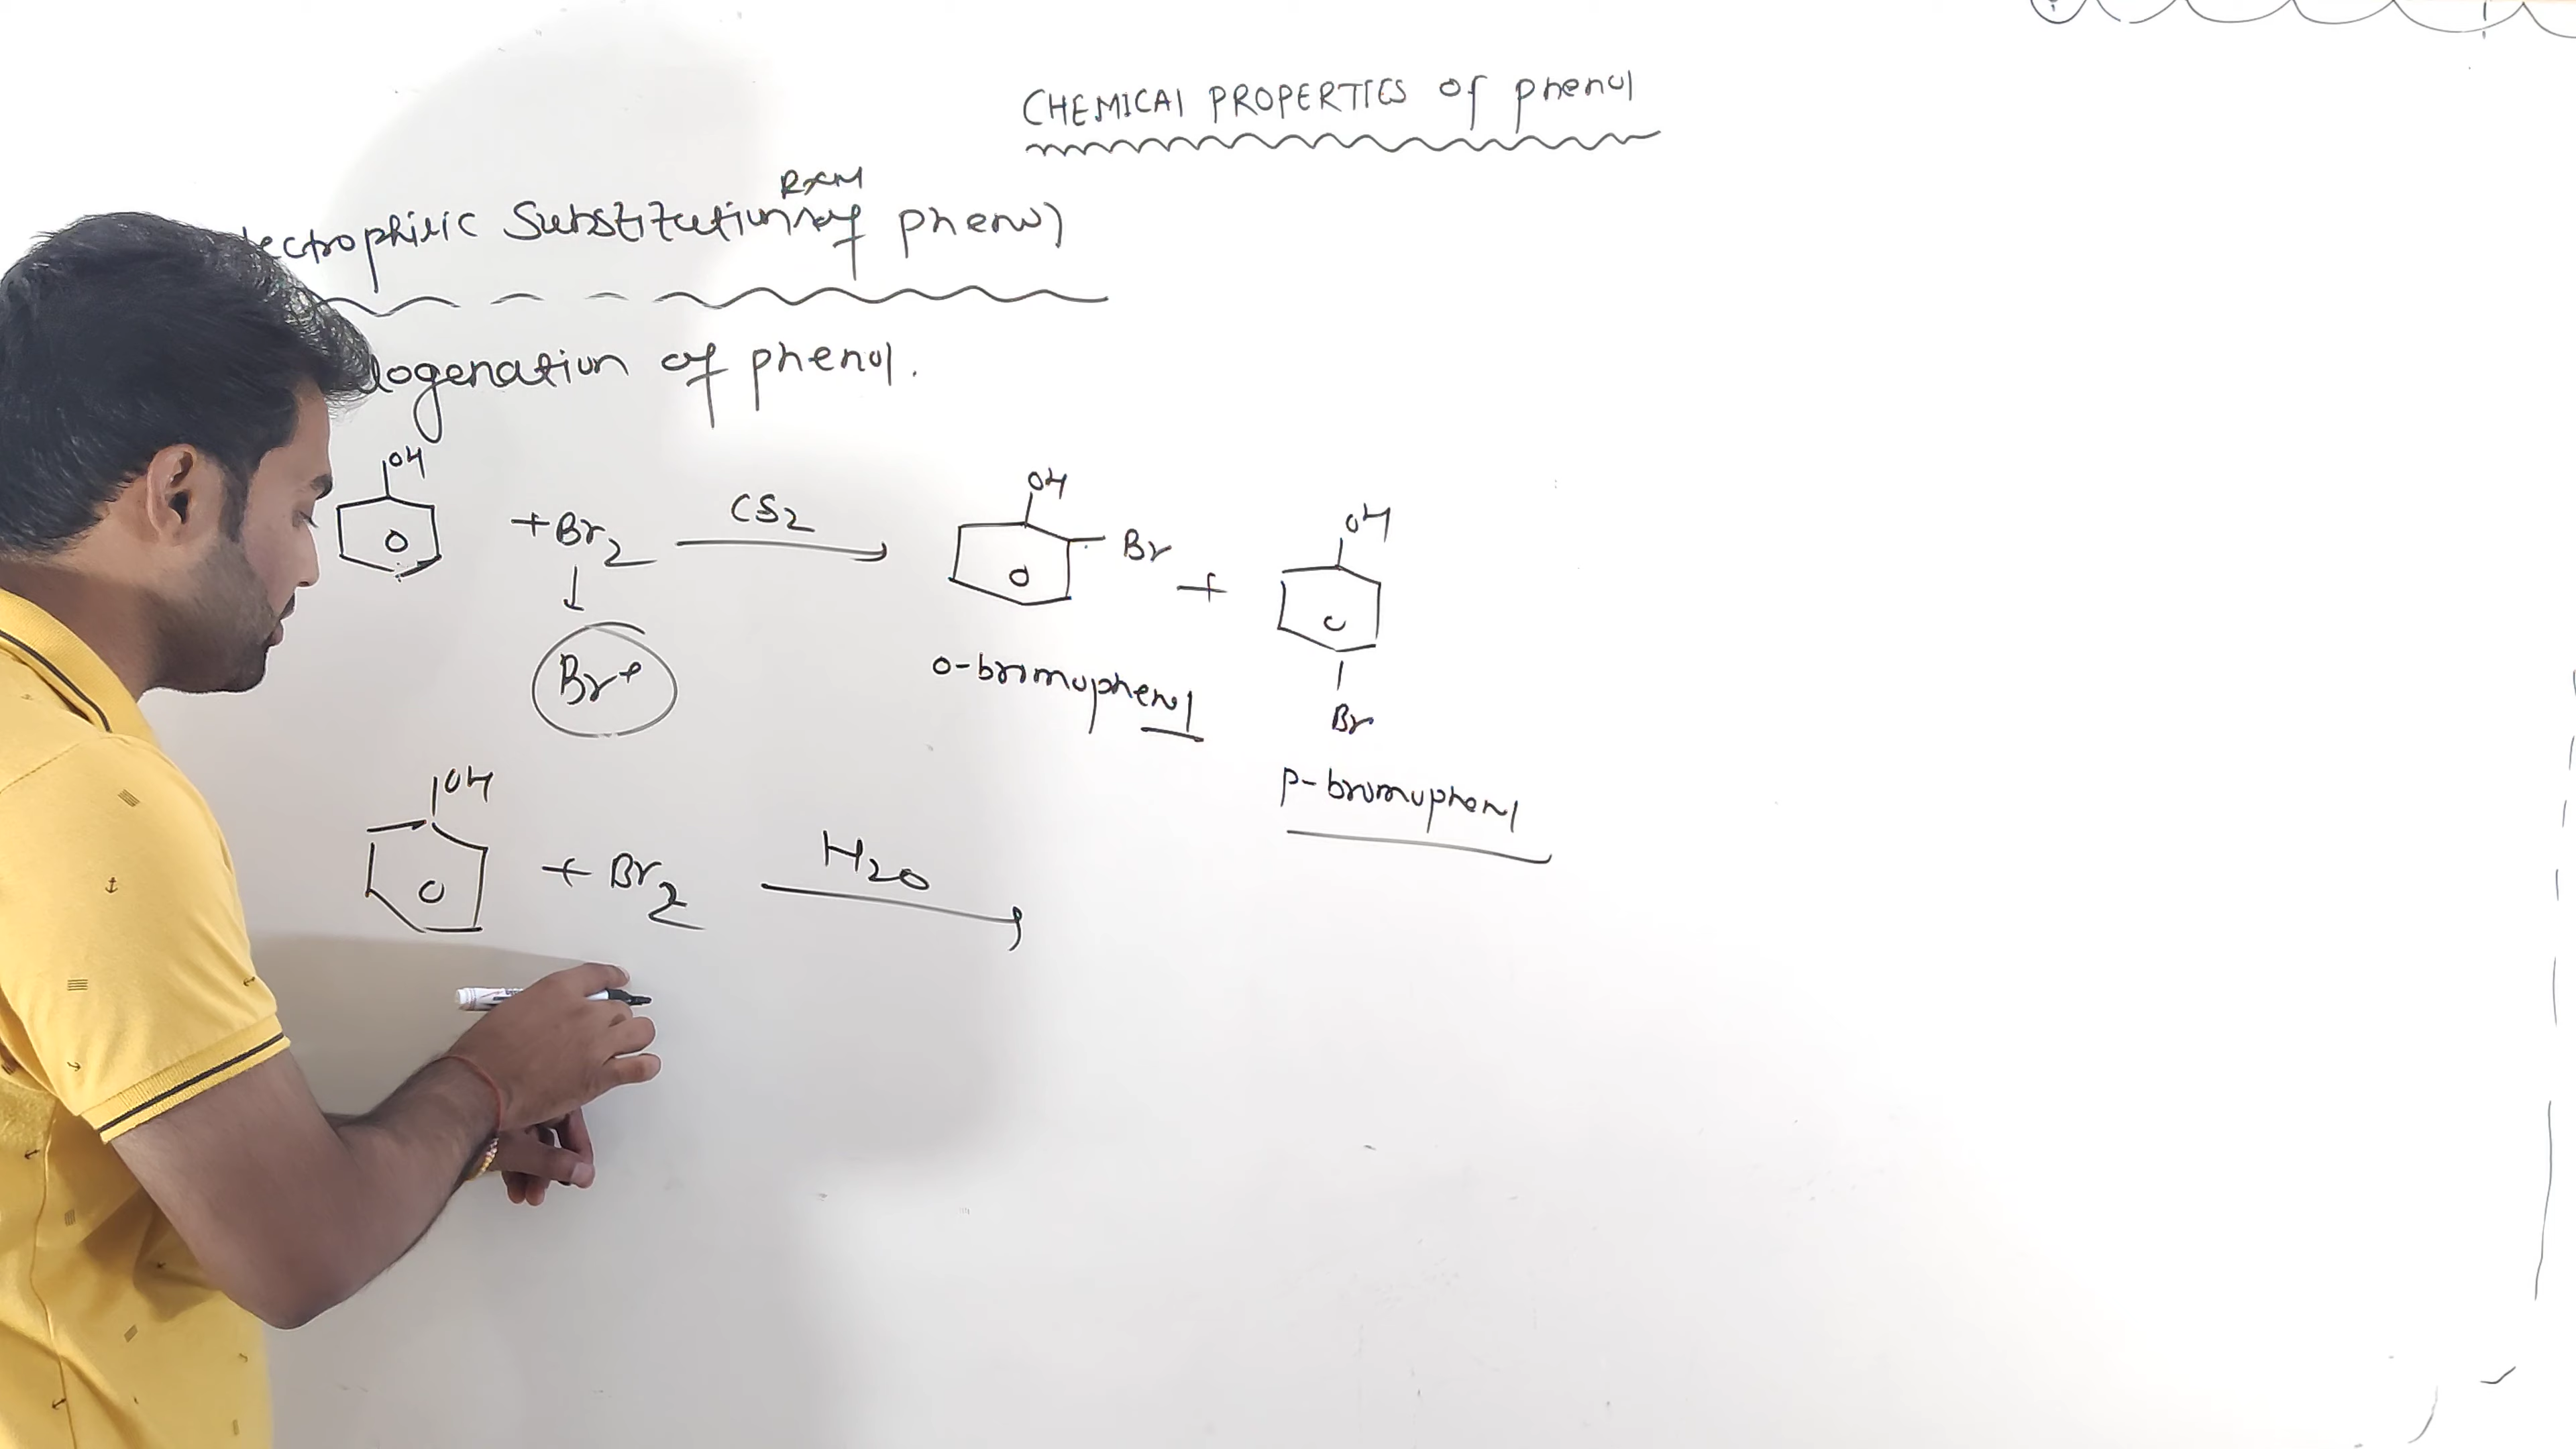 CHEMICAL PROPERTIES of phenol
RXN
lectrophilic Substitution of phenol
logenation of phenol.
OH
+ Br2
CS2
OH
Br
+
OH
Br+
o-bromophenol
Br
p-bromophenol
OH
+ Br2
H2O